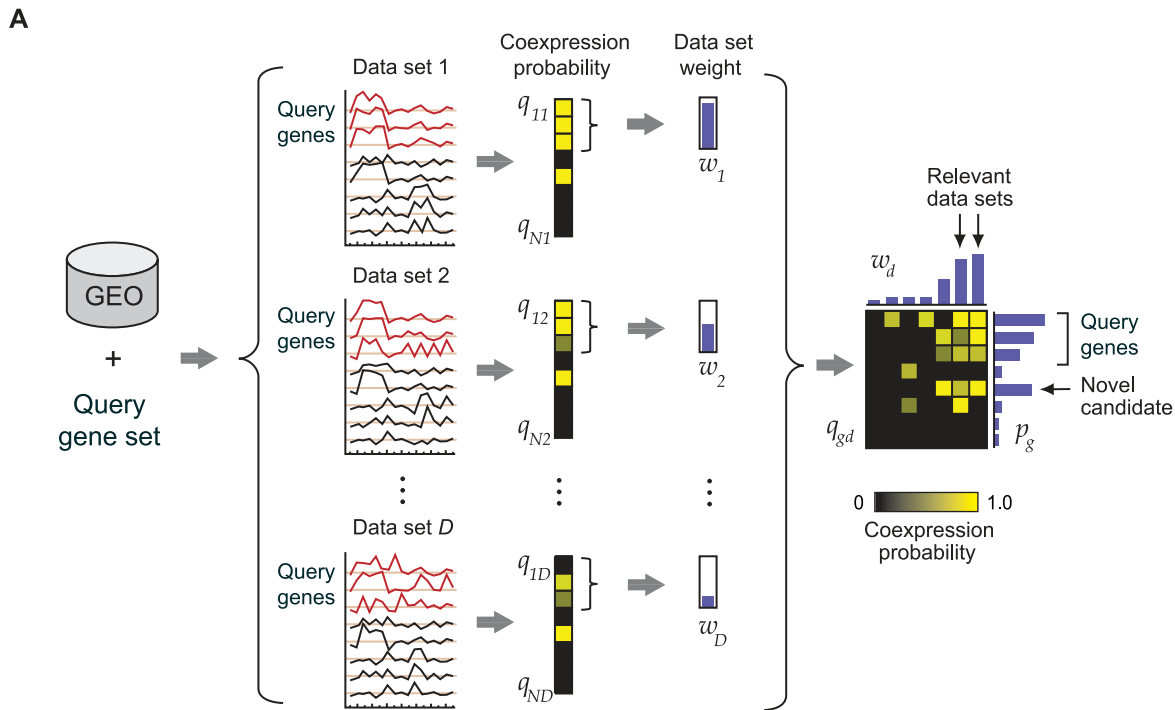 A
GEO
+
Query
gene set
Data set 1
Coexpression
probability
Data set
weight
Query
genes
q11
qN1
w1
Data set 2
Query
genes
q12
qN2
w2
Data set D
Query
genes
q1D
qND
wD
Relevant
data sets
wd
Query
genes
Novel
candidate
qgd
pg
0 1.0
Coexpression
probability